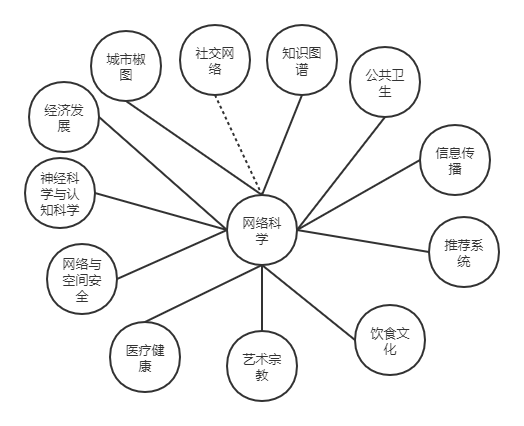 城市椒
图
社交网
络
知识图
谱
公共卫
生
经济发
展
信息传
播
神经科
学与认
知科学
网络科
学
推荐系
统
网络与
空间安
全
饮食文
化
医疗健
康
艺术宗
教